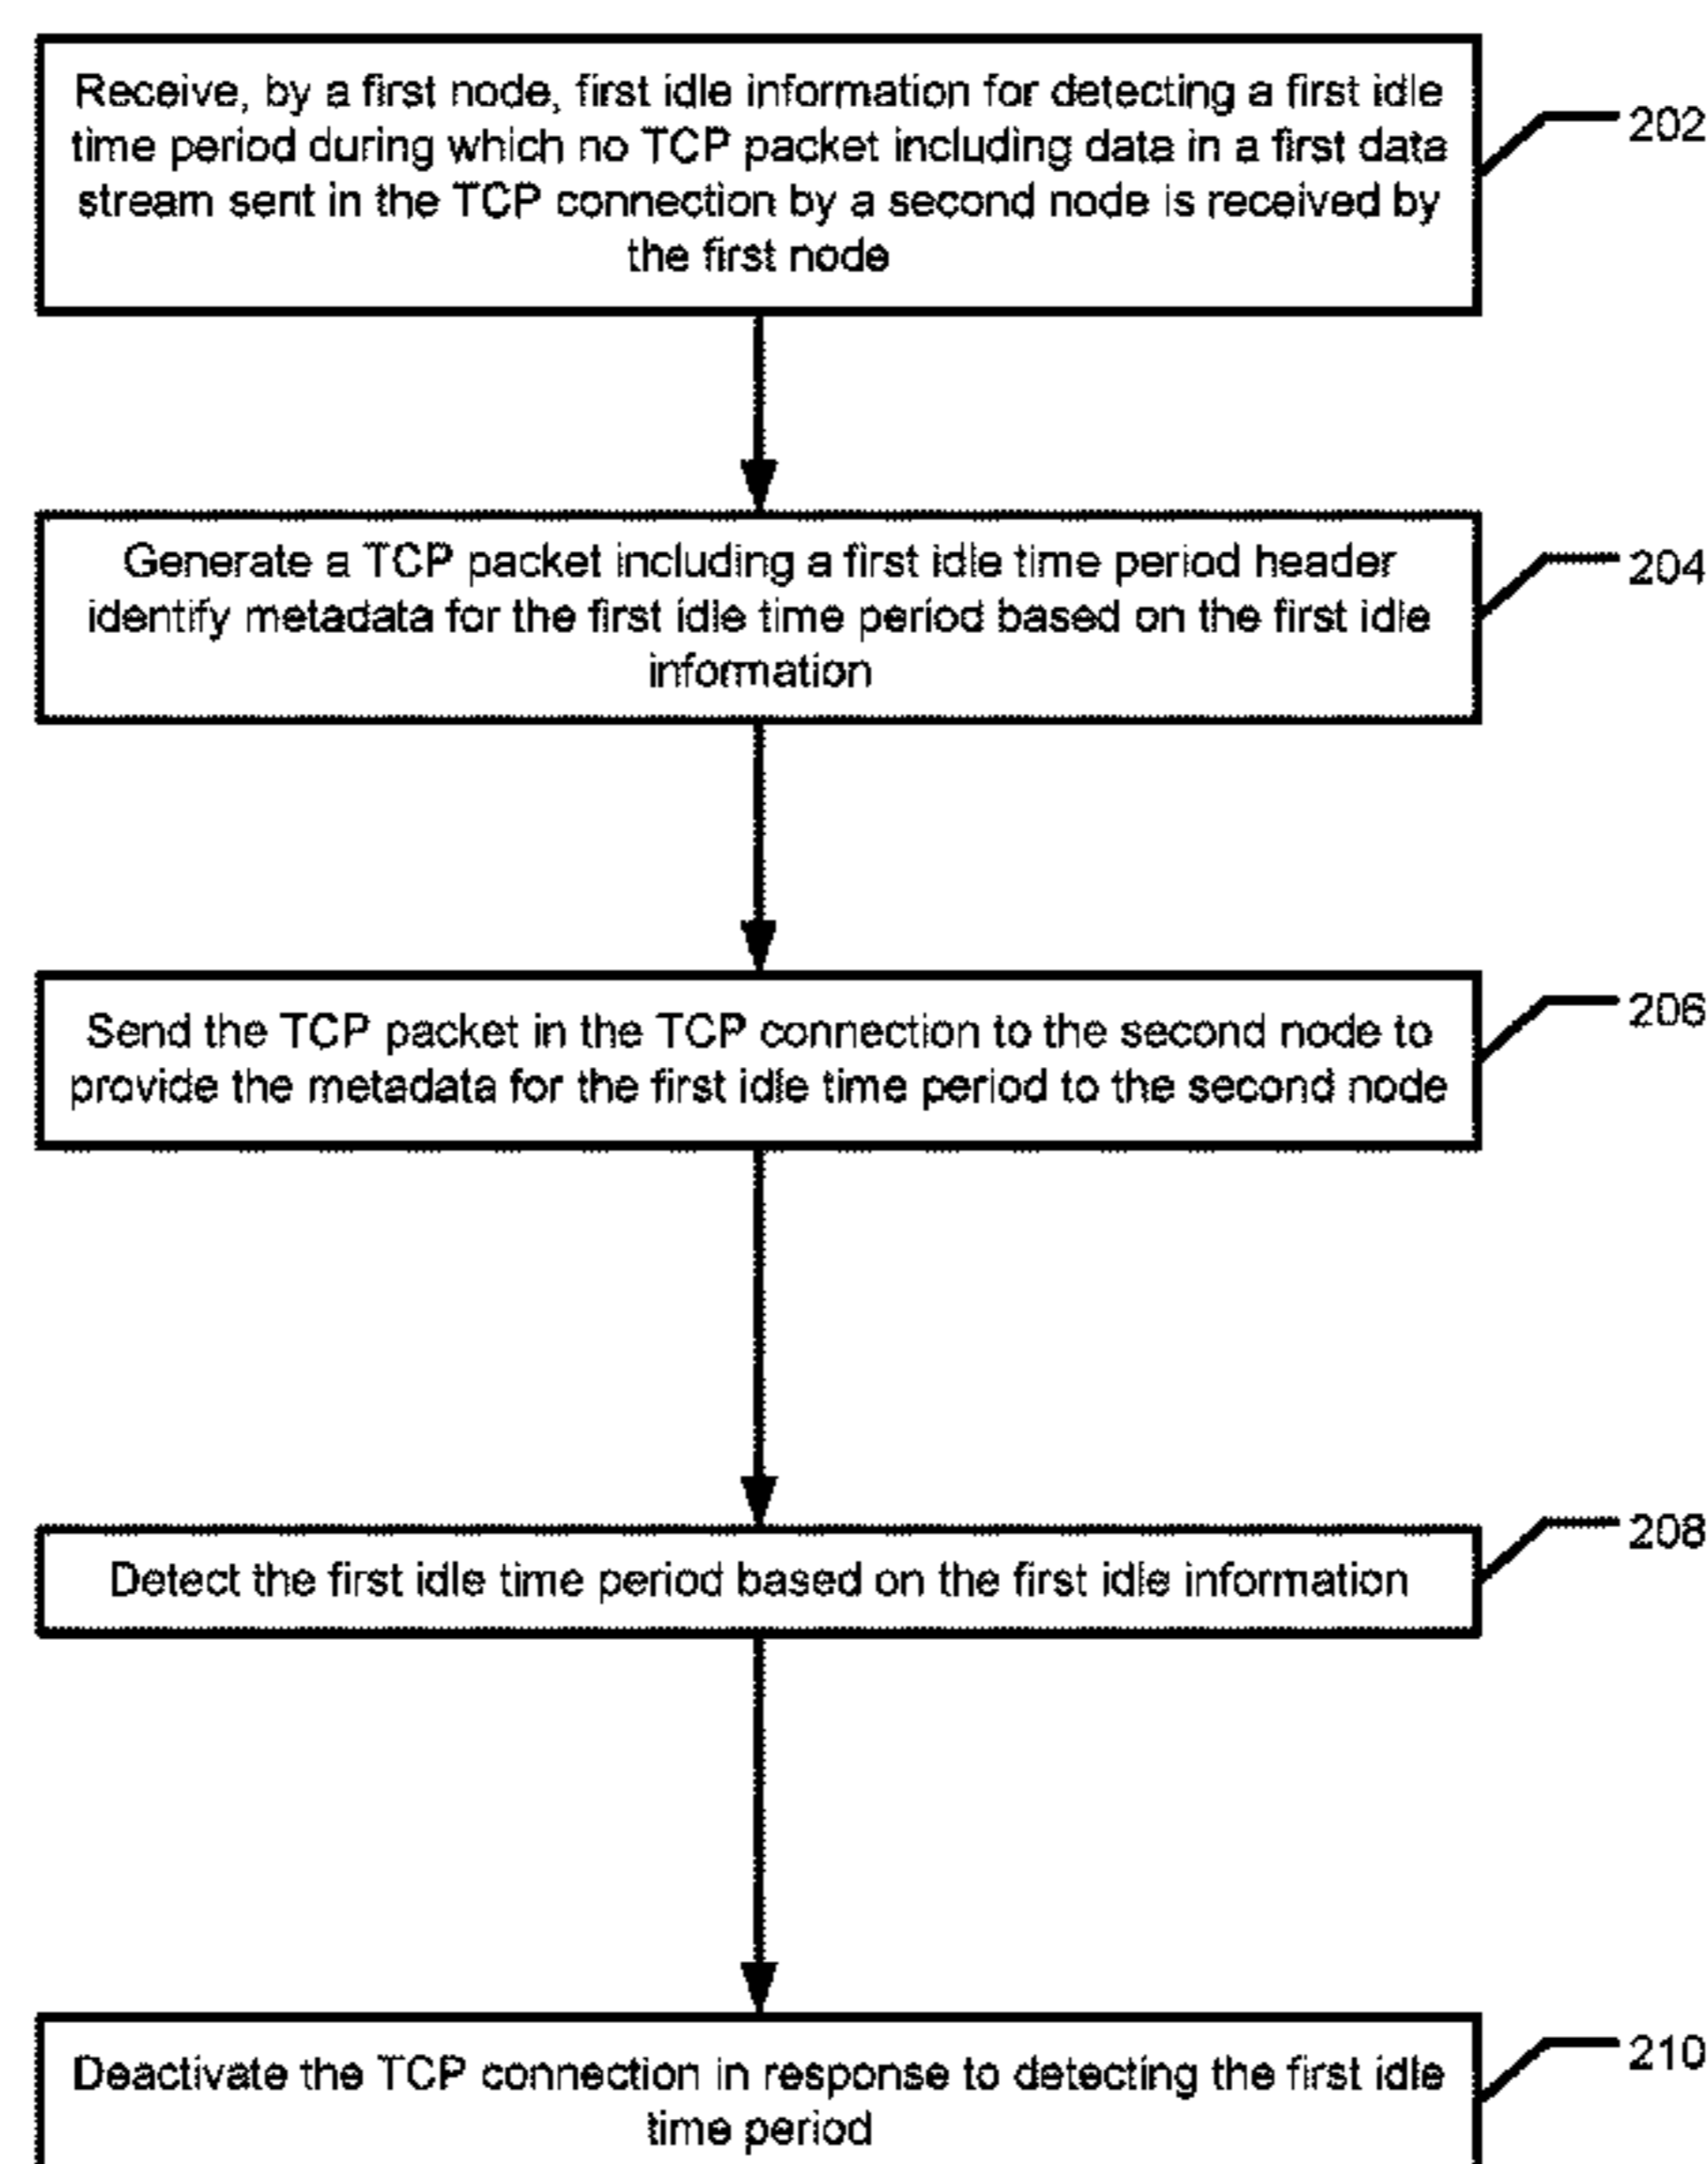 Receive, by a first node, first idle information for detecting a first idle
time period during which no TCP packet including data in a first data
stream sent in the TCP connection by a second node is received by
the first node
202
Generate a TCP packet including a first idle time period header
identify metadata for the first idle time period based on the first idle
information
204
Send the TCP packet in the TCP connection to the second node to
provide the metadata for the first idle time period to the second node
206
Detect the first idle time period based on the first idle information
208
Deactivate the TCP connection in response to detecting the first idle
time period
210